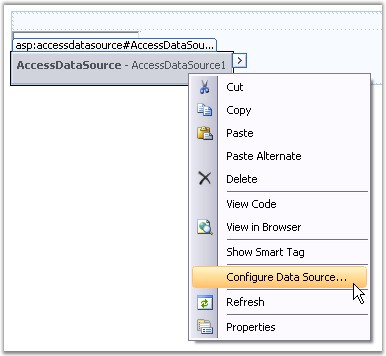 asp:accessdatasource#AccessDataSou...
AccessDataSource - AccessDataSource1
Cut
Copy
Paste
Paste Alternate
Delete
View Code
View in Browser
Show Smart Tag
Configure Data Source...
Refresh
Properties